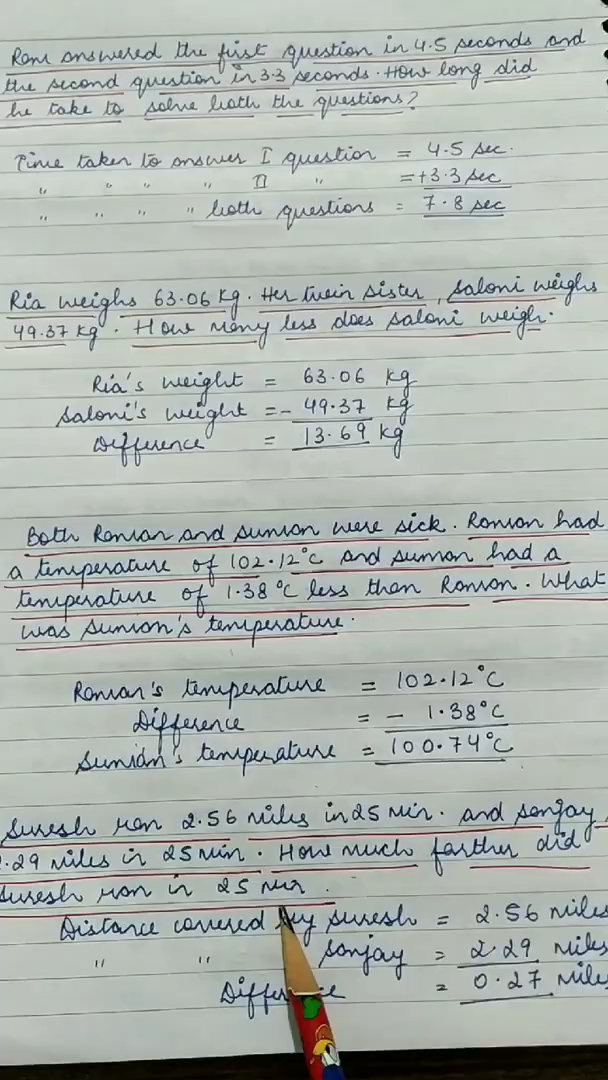 Ram answered the first question in 4.5 seconds and
the second question in 3.3 seconds. How long did
he take to solve both the questions?
Time taken to answer I question = 4.5 sec.
" " " " II " = +3.3 sec
" " " " both questions = 7.8 sec
Ria weighs 63.06 kg. Her twin sister, saloni weighs
49.37 kg. How many less does saloni weigh.
Ria's weight = 63.06 kg
Saloni's weight = - 49.37 kg
Difference = 13.69 kg
Both Roman and suman were sick. Roman had
a temperature of 102.12°C and suman had a
temperature of 1.38°C less than Roman. What
was suman's temperature.
Roman's temperature = 102.12°C
Difference = - 1.38°C
Suman's temperature = 100.74°C
Suresh ran 2.56 miles in 25 min. and sanjay
2.29 miles in 25 min. How much farther did
suresh ran in 25 min.
Distance covered by suresh = 2.56 miles
" " sanjay = 2.29 miles
Difference = 0.27 miles